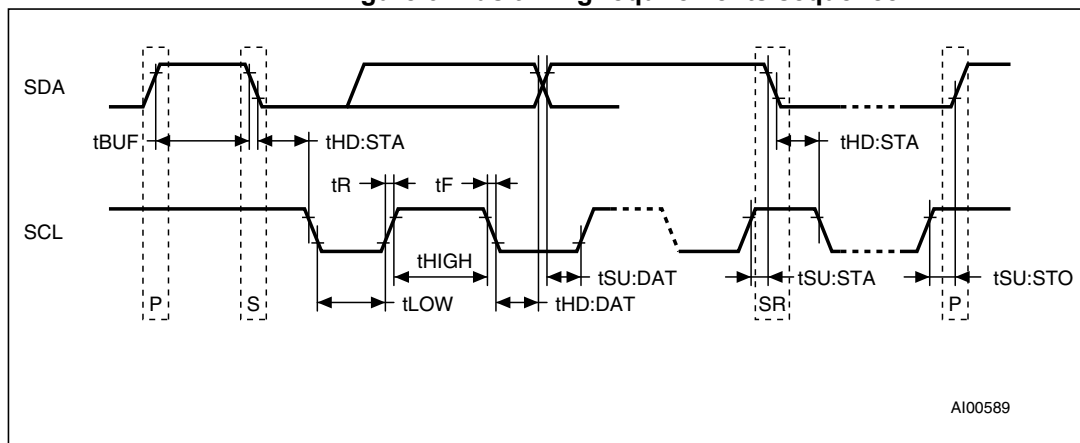 SDA
tBUF
tHD:STA
tHD:STA
tR
tF
SCL
tHIGH
tSU:DAT
tSU:STA
tSU:STO
P
S
tLOW
tHD:DAT
SR
P
AI00589